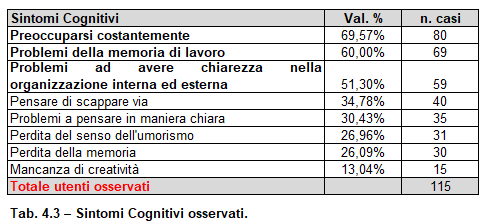 Sintomi Cognitivi Val. % n. casi
Preoccuparsi costantemente 69,57% 80
Problemi della memoria di lavoro 60,00% 69
Problemi ad avere chiarezza nella
organizzazione interna ed esterna 51,30% 59
Pensare di scappare via 34,78% 40
Problemi a pensare in maniera chiara 30,43% 35
Perdita del senso dell'umorismo 26,96% 31
Perdita della memoria 26,09% 30
Mancanza di creatività 13,04% 15
Totale utenti osservati 115
Tab. 4.3 – Sintomi Cognitivi osservati.